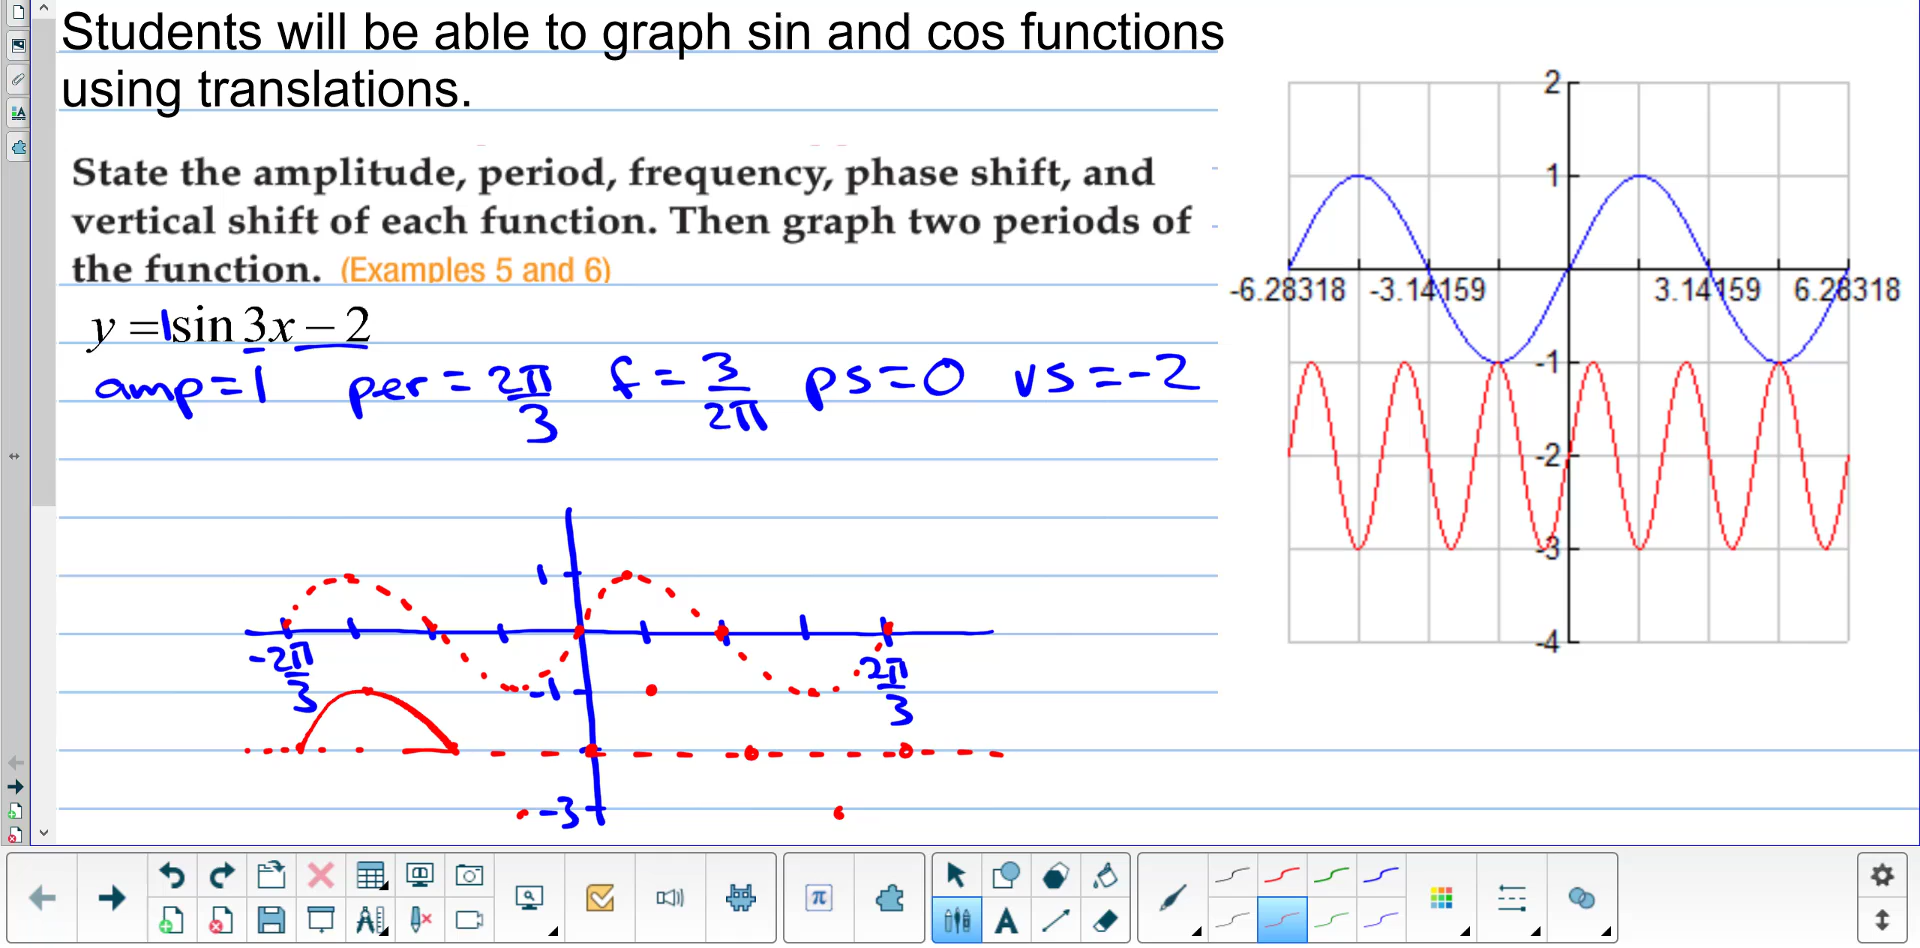 Students will be able to graph sin and cos functions
using translations.
State the amplitude, period, frequency, phase shift, and
vertical shift of each function. Then graph two periods of
the function. (Examples 5 and 6)
y = 1sin 3x – 2
amp = 1 per = 2π/3 f = 3/2π ps = 0 vs = -2
1
-2π/3
-1
2π/3
-3
2
1
-6.28318 -3.14159 3.14159 6.28318
-1
-2
-3
-4
A
π
A